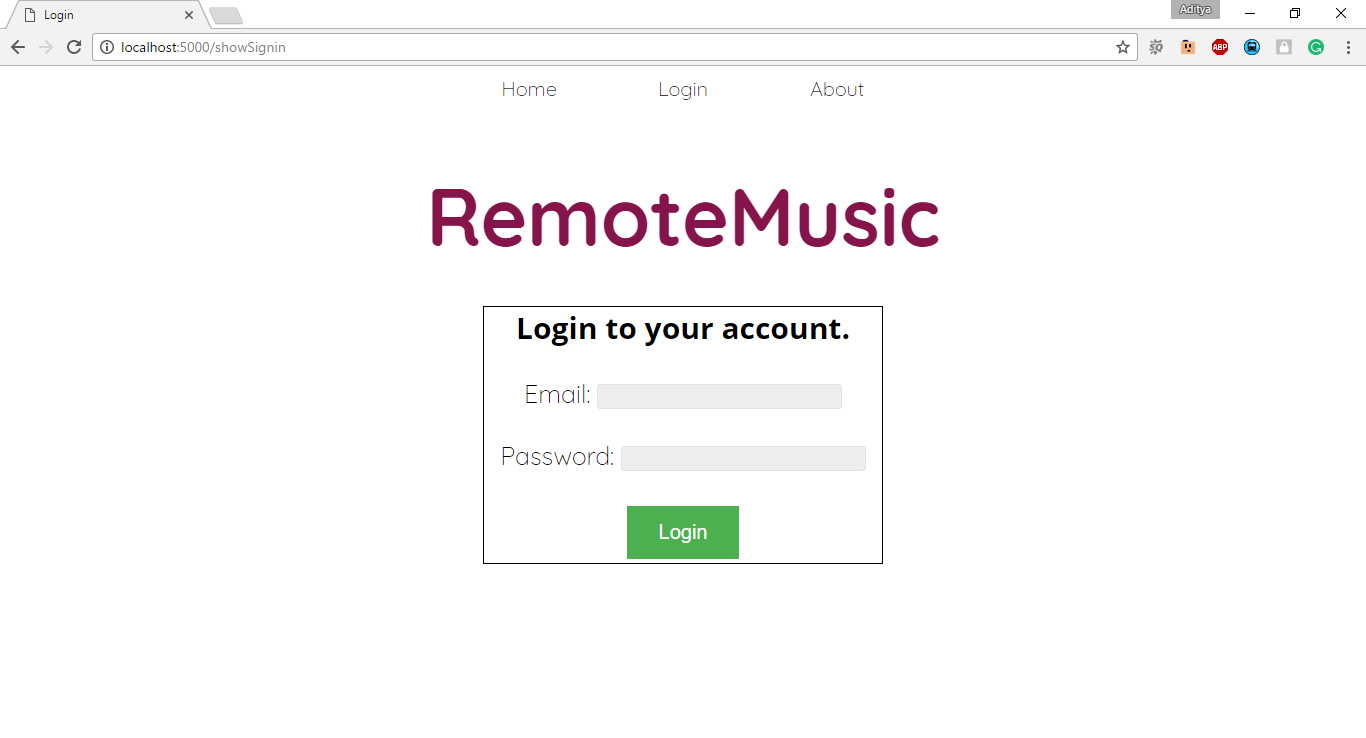 Login
Aditya
localhost:5000/showSignin
ABP
Home Login About
RemoteMusic
Login to your account.
Email:
Password:
Login